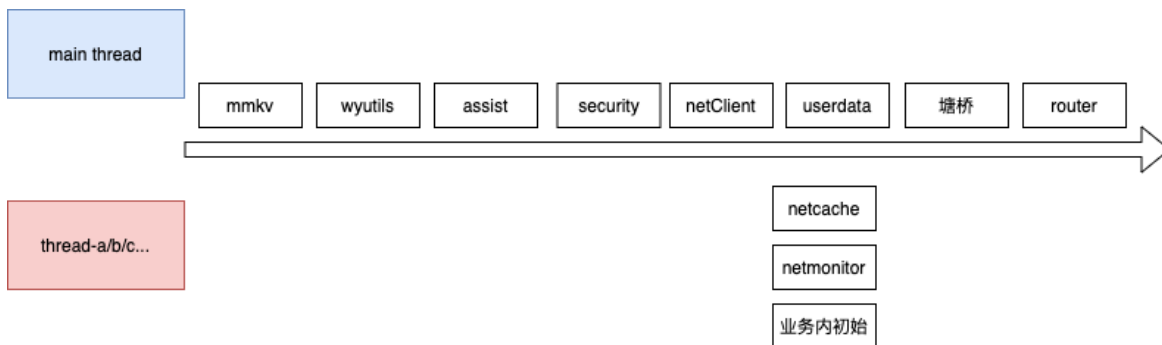 main thread
mmkv
wyutils
assist
security
netClient
userdata
塘桥
router
thread-a/b/c...
netcache
netmonitor
业务内初始